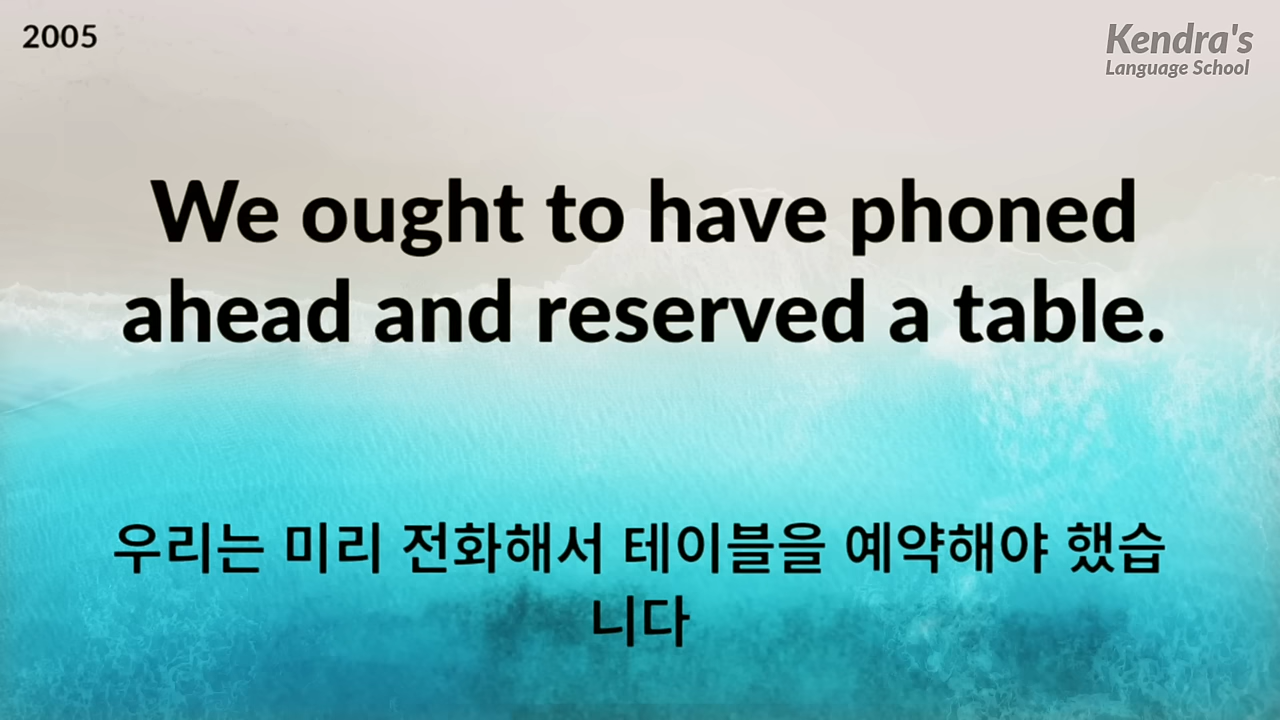 2005
Kendra's
Language School
We ought to have phoned
ahead and reserved a table.
우리는 미리 전화해서 테이블을 예약해야 했습
니다